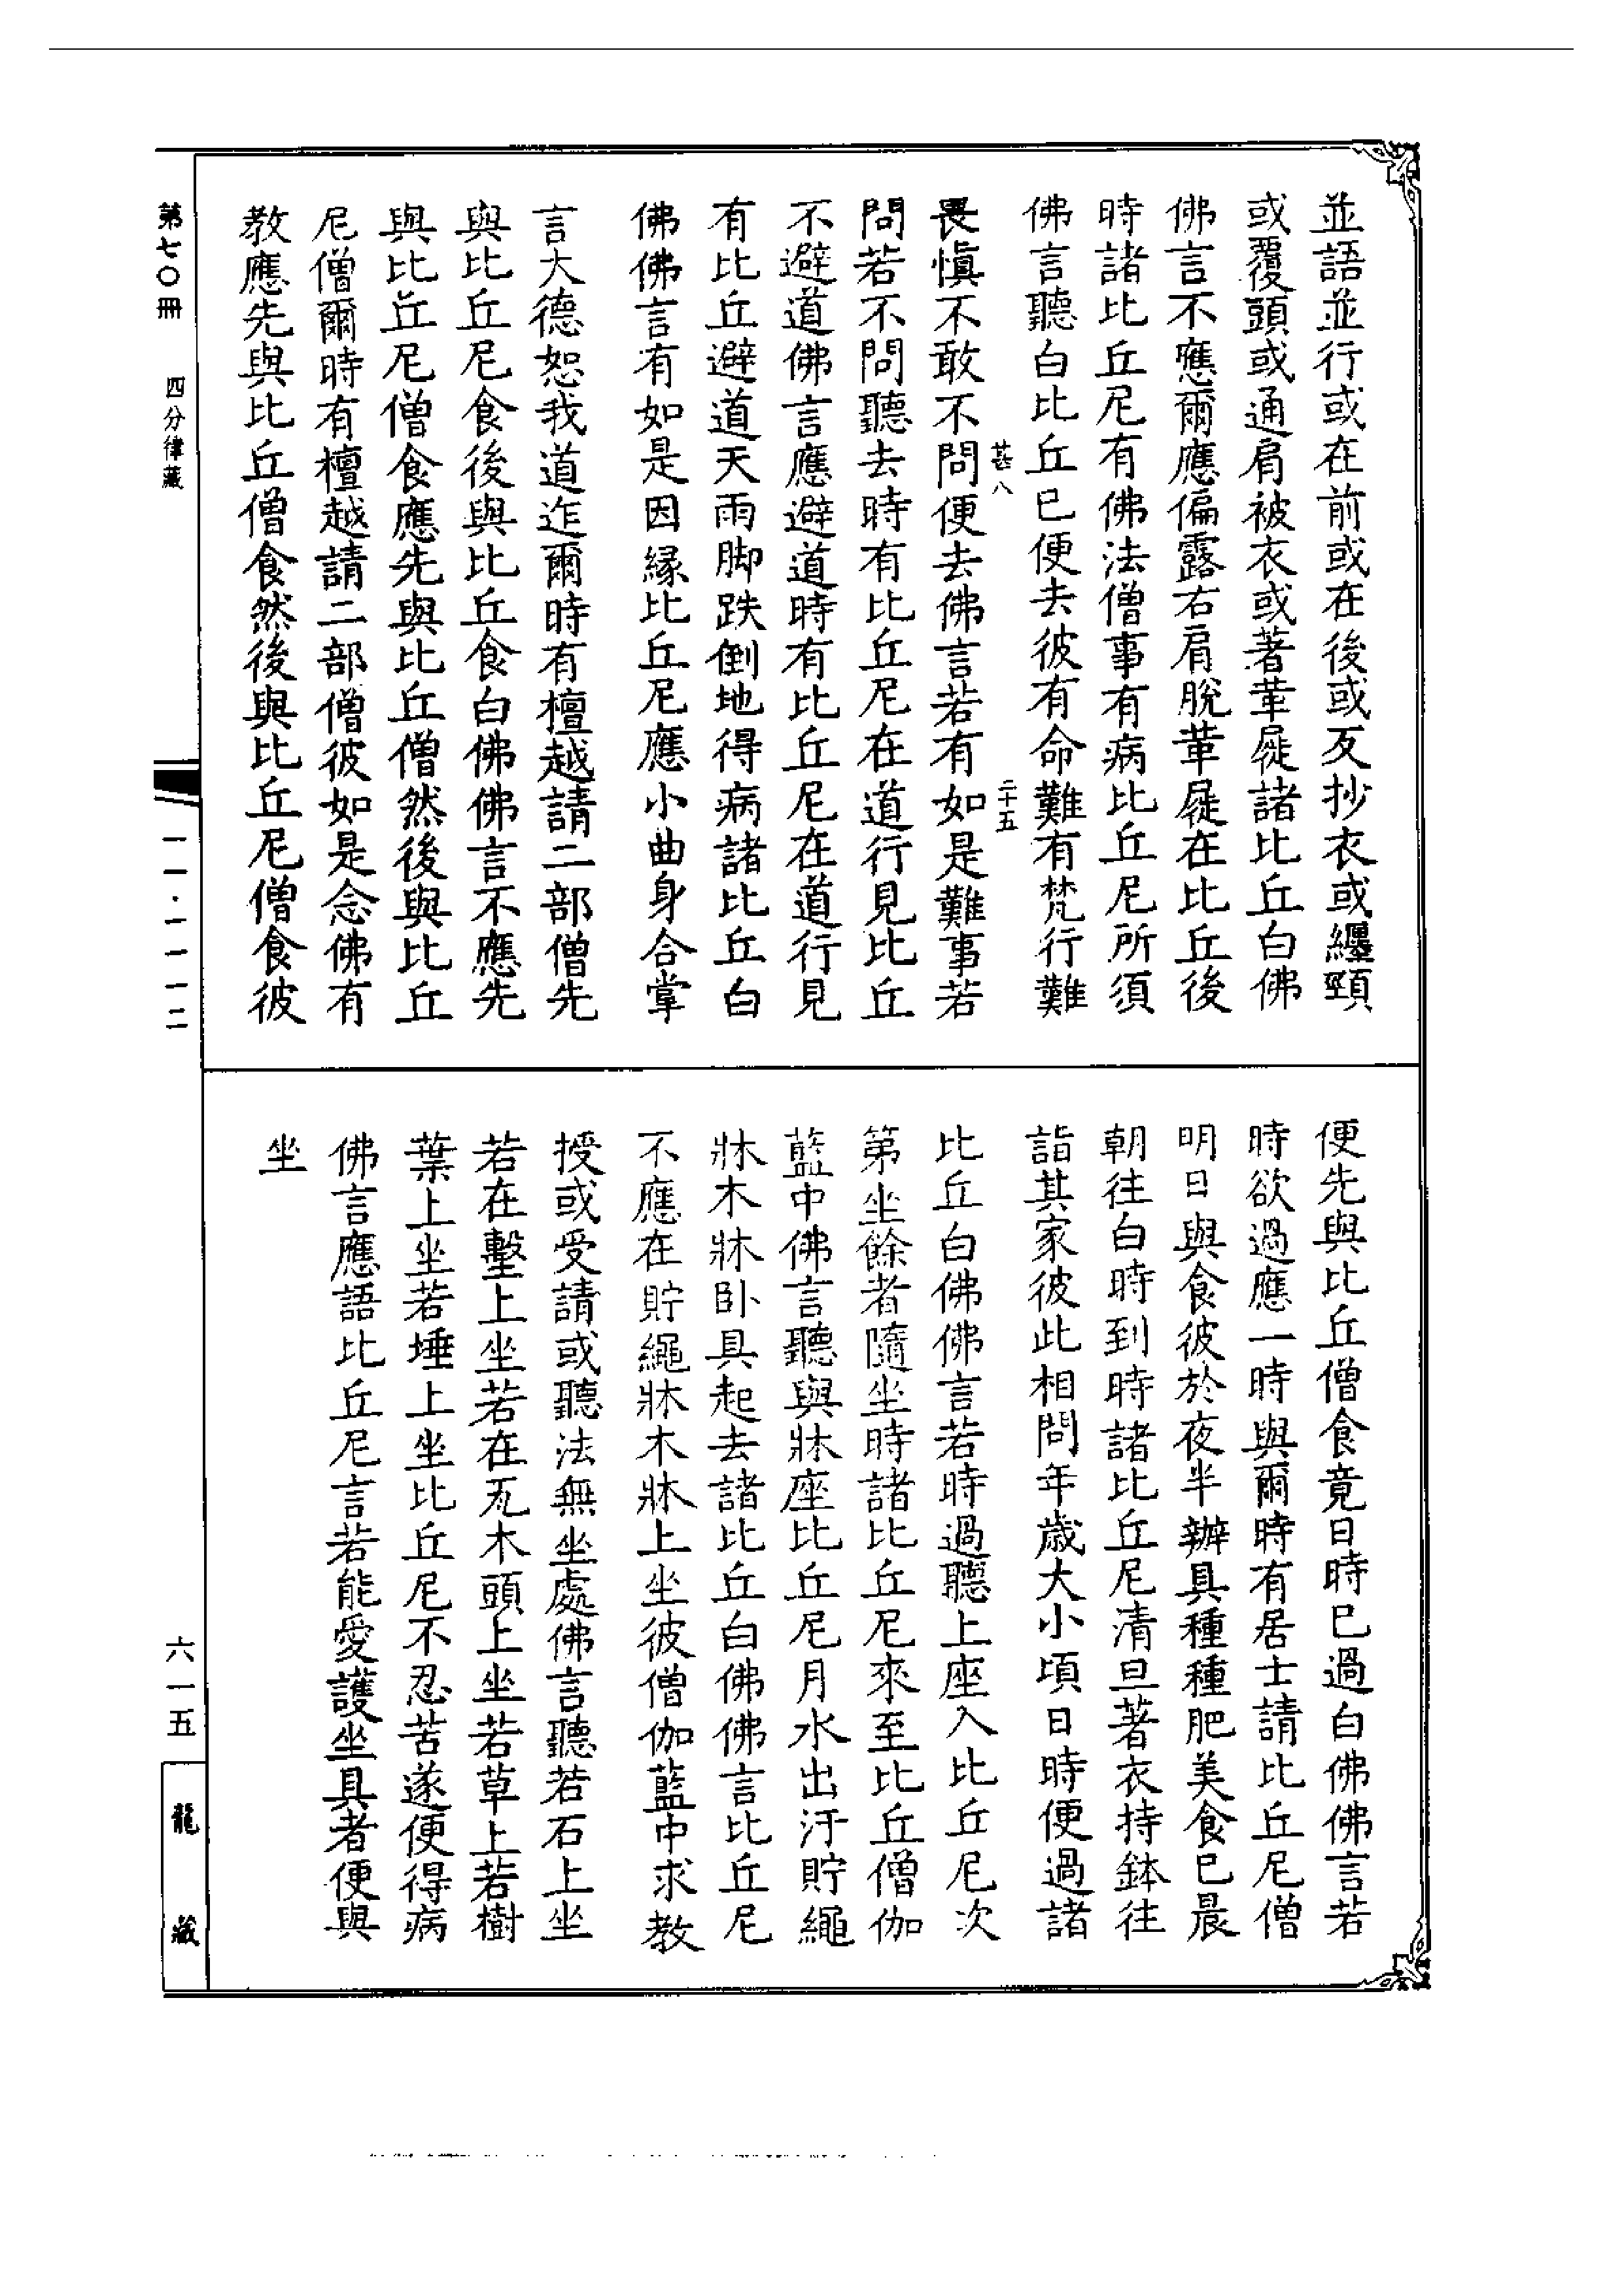 並語並行或在前或在後或反抄衣或纏頸
或覆頭或通肩被衣或著革屣諸比丘白佛
佛言不應爾應偏露右肩脫革屣在比丘後
時諸比丘尼有佛法僧事有病比丘尼所須
佛言聽白比丘已便去彼有命難有梵行難
甚八 二十五
畏慎不敢不問便去佛言若有如是難事若
問若不問聽去時有比丘尼在道行見比丘
不避道佛言應避道時有比丘尼在道行見
有比丘避道天雨脚跌倒地得病諸比丘白
佛佛言有如是因緣比丘尼應小曲身合掌
言大德恕我道迮爾時有檀越請二部僧先
與比丘尼食後與比丘食白佛佛言不應先
與比丘尼僧食應先與比丘僧然後與比丘
尼僧爾時有檀越請二部僧彼如是念佛有
教應先與比丘僧食然後與比丘尼僧食彼
便先與比丘僧食竟日時已過白佛佛言若
時欲過應一時與爾時有居士請比丘尼僧
明日與食彼於夜半辦具種種肥美食已晨
朝往白時到時諸比丘尼清旦著衣持鉢往
詣其家彼此相問年歲大小頃日時便過諸
比丘白佛佛言若時過聽上座八比丘尼次
第坐餘者隨坐時諸比丘尼來至比丘僧伽
藍中佛言聽與牀座比丘尼月水出汙貯繩
牀木牀卧具起去諸比丘白佛佛言比丘尼
不應在貯繩牀木牀上坐彼僧伽藍中求教
授或受請或聽法無坐處佛言聽若石上坐
若在墼上坐若在瓦木頭上坐若草上若樹
葉上坐若埵上坐比丘尼不忍苦遂便得病
佛言應語比丘尼言若能愛護坐具者便與
坐
第七〇冊 四分律藏 一一·一一一二 六一五 龍藏